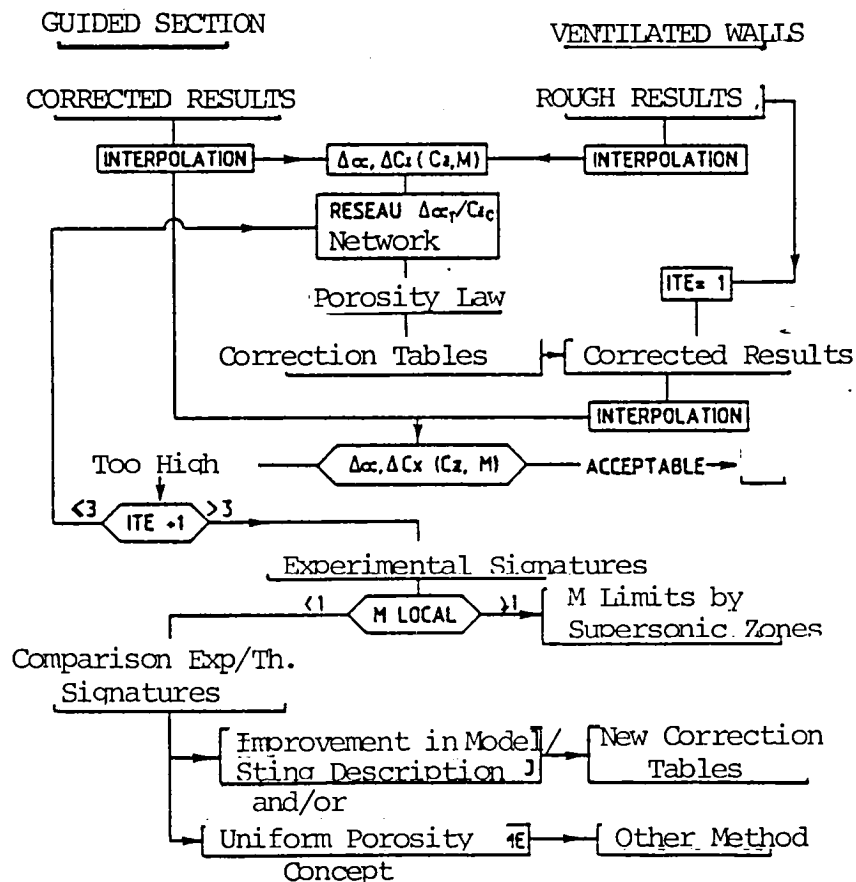 GUIDED SECTION
VENTILATED WALLS
CORRECTED RESULTS
ROUGH RESULTS
INTERPOLATION
Δα, ΔCz (Cz, M)
INTERPOLATION
RESEAU ΔαT/CzC
Network
Porosity Law
ITE= 1
Correction Tables
Corrected Results
INTERPOLATION
Too High
Δα, ΔCx (Cz, M)
ACCEPTABLE
<3
ITE +1
>3
Experimental Signatures
<1
M LOCAL
>1
M Limits by
Supersonic Zones
Comparison Exp/Th.
Signatures
Improvement in Model/
Sting Description
New Correction
Tables
and/or
Uniform Porosity
Concept
Other Method